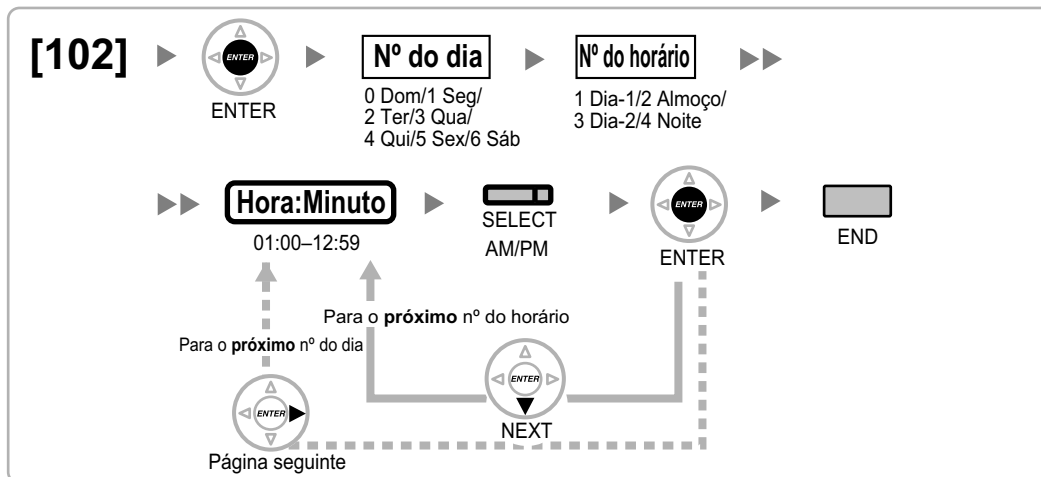 [102]
ENTER
ENTER
Nº do dia
0 Dom/1 Seg/
2 Ter/3 Qua/
4 Qui/5 Sex/6 Sáb
Nº do horário
1 Dia-1/2 Almoço/
3 Dia-2/4 Noite
Hora:Minuto
01:00–12:59
SELECT
AM/PM
ENTER
ENTER
END
Para o próximo nº do horário
Para o próximo nº do dia
ENTER
NEXT
ENTER
Página seguinte